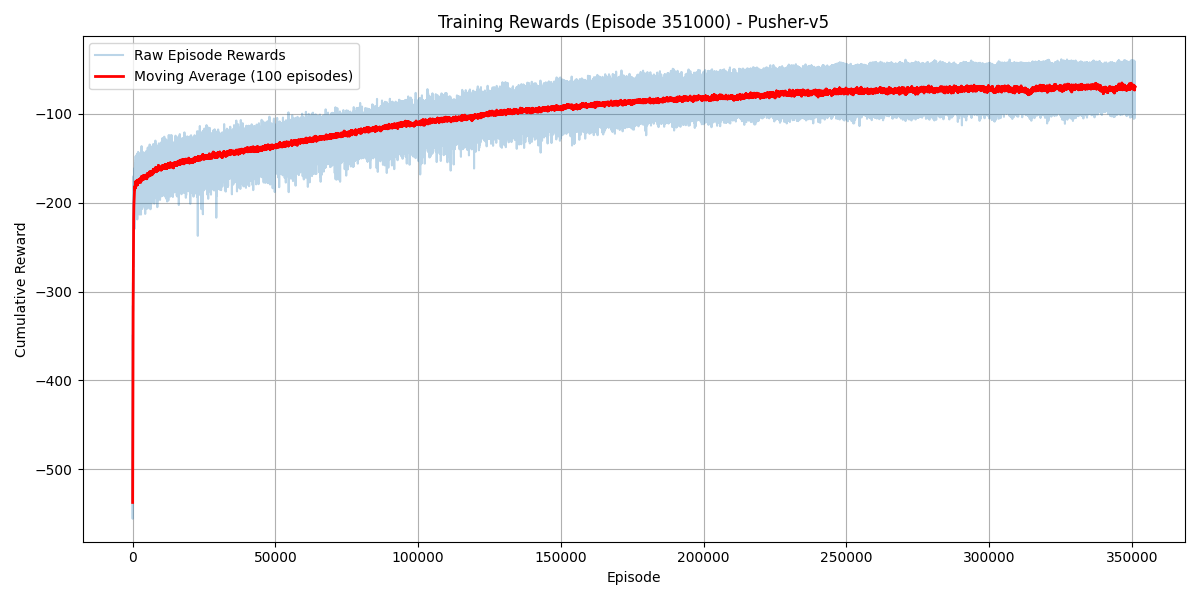 Training Rewards (Episode 351000) - Pusher-v5
Raw Episode Rewards
Moving Average (100 episodes)
Cumulative Reward
−100
−200
−300
−400
−500
0
50000
100000
150000
200000
250000
300000
350000
Episode